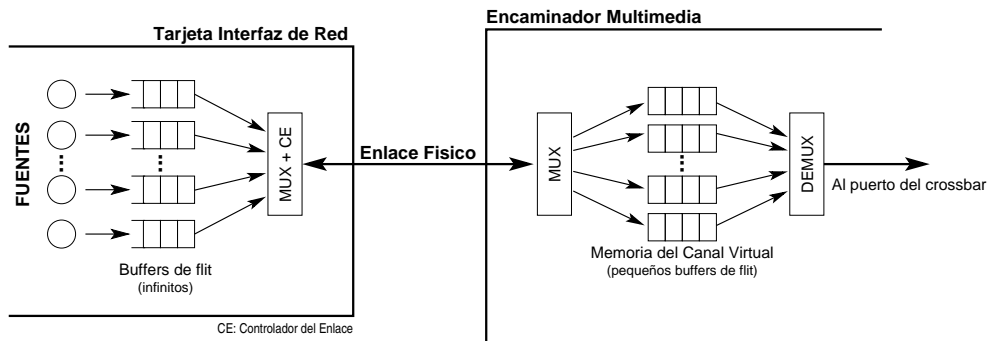 Encaminador Multimedia
Tarjeta Interfaz de Red
FUENTES
MUX + CE
Enlace Fisico
MUX
DEMUX
Al puerto del crossbar
Buffers de flit
(infinitos)
Memoria del Canal Virtual
(pequeños buffers de flit)
CE: Controlador del Enlace